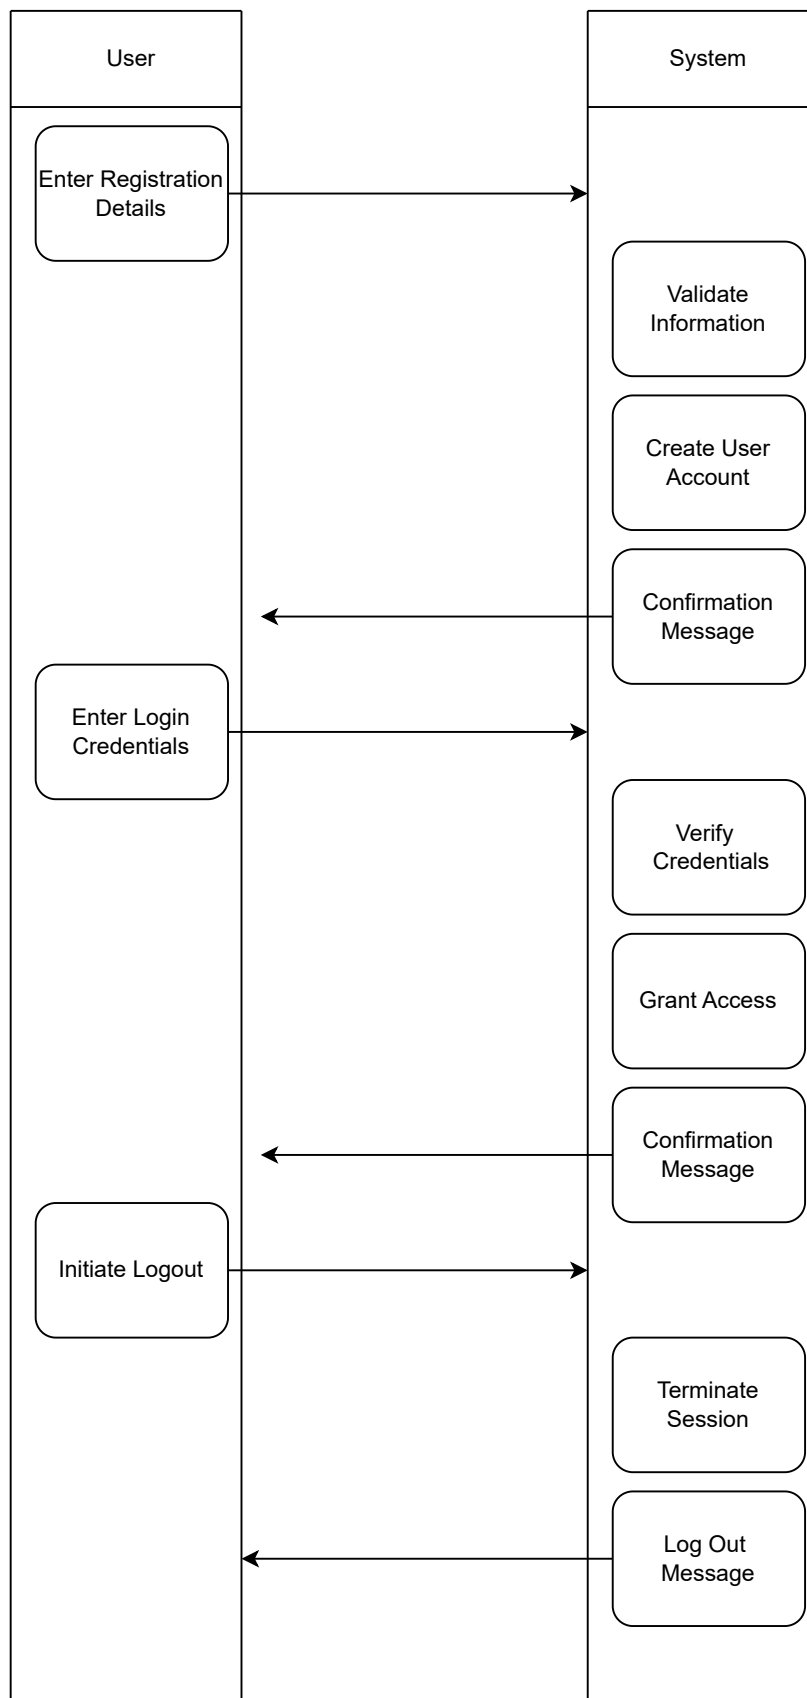 User
System
Enter Registration
Details
Validate
Information
Create User
Account
Confirmation
Message
Enter Login
Credentials
Verify
Credentials
Grant Access
Confirmation
Message
Initiate Logout
Terminate
Session
Log Out
Message